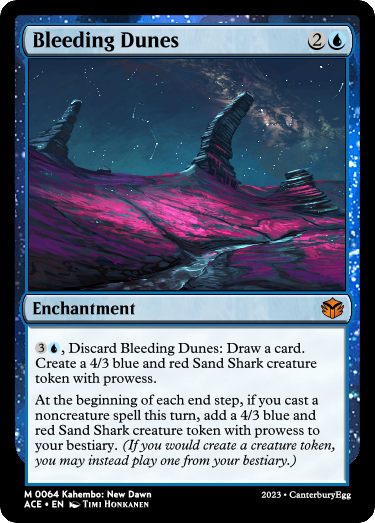 Bleeding Dunes 2
Enchantment
3, Discard Bleeding Dunes: Draw a card.
Create a 4/3 blue and red Sand Shark creature
token with prowess.
At the beginning of each end step, if you cast a
noncreature spell this turn, add a 4/3 blue and
red Sand Shark creature token with prowess to
your bestiary. (If you would create a creature token,
you may instead play one from your bestiary.)
M 0064 Kahembo: New Dawn
ACE • EN Timi Honkanen 2023 • CanterburyEgg